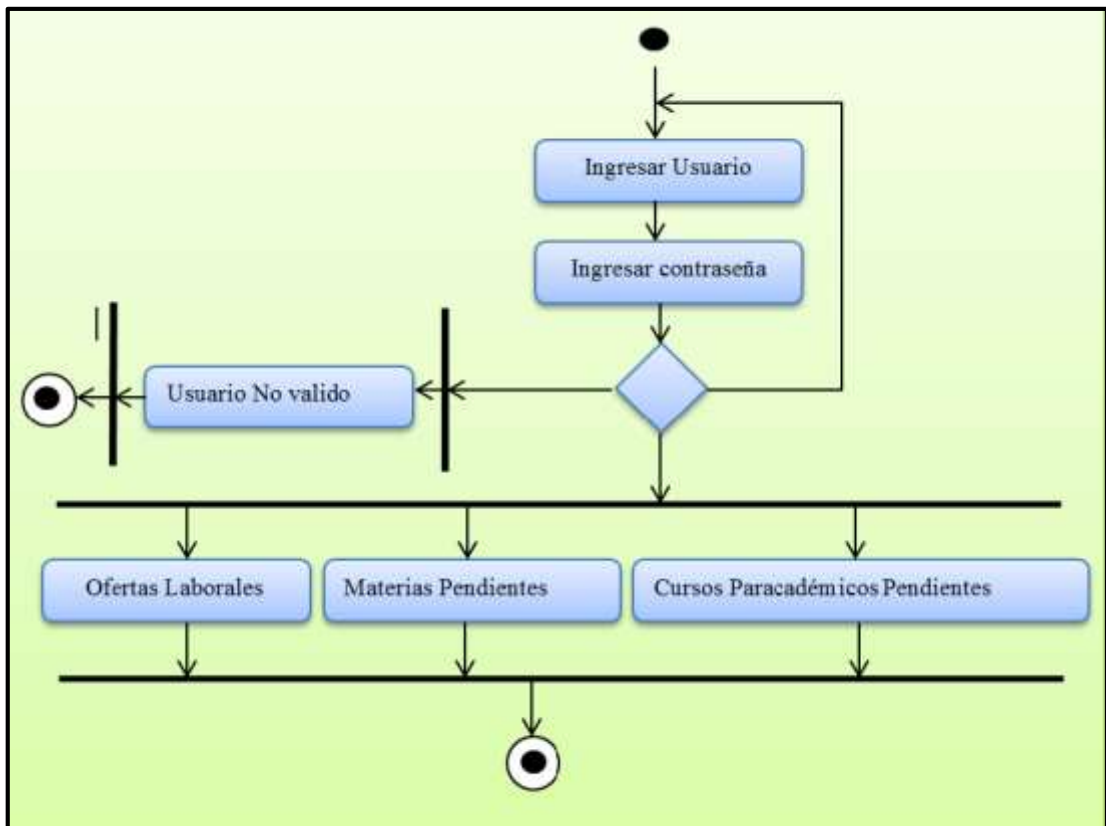 Ingresar Usuario
Ingresar contraseña
Usuario No valido
Ofertas Laborales
Materias Pendientes
Cursos Paracadémicos Pendientes